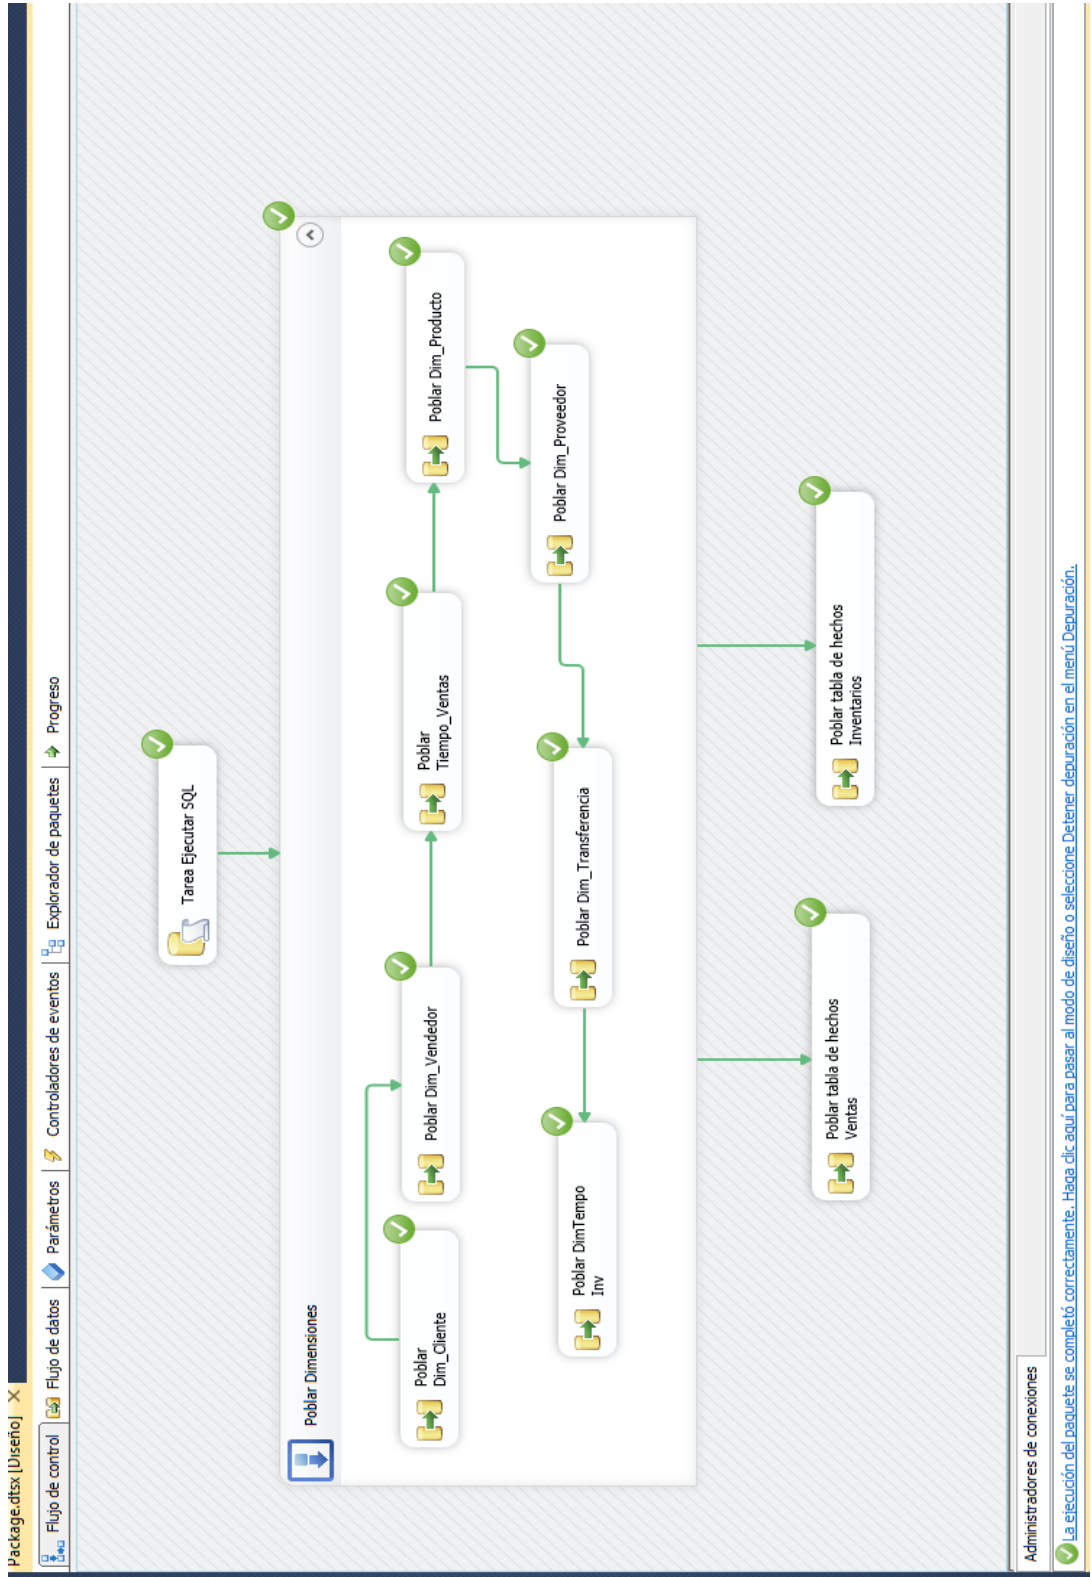 Package.dtsx [Diseño]
Flujo de control
Flujo de datos
Parámetros
Controladores de eventos
Explorador de paquetes
Progreso
Tarea Ejecutar SQL
Poblar Dimensiones
Poblar
Dim_Cliente
Poblar Dim_Vendedor
Poblar
Tiempo_Ventas
Poblar Dim_Producto
Poblar DimTempo
Inv
Poblar Dim_Transferencia
Poblar Dim_Proveedor
Poblar tabla de hechos
Ventas
Poblar tabla de hechos
Inventarios
Administradores de conexiones
La ejecución del paquete se completó correctamente. Haga clic aquí para pasar al modo de diseño o seleccione Detener depuración en el menú Depuración.